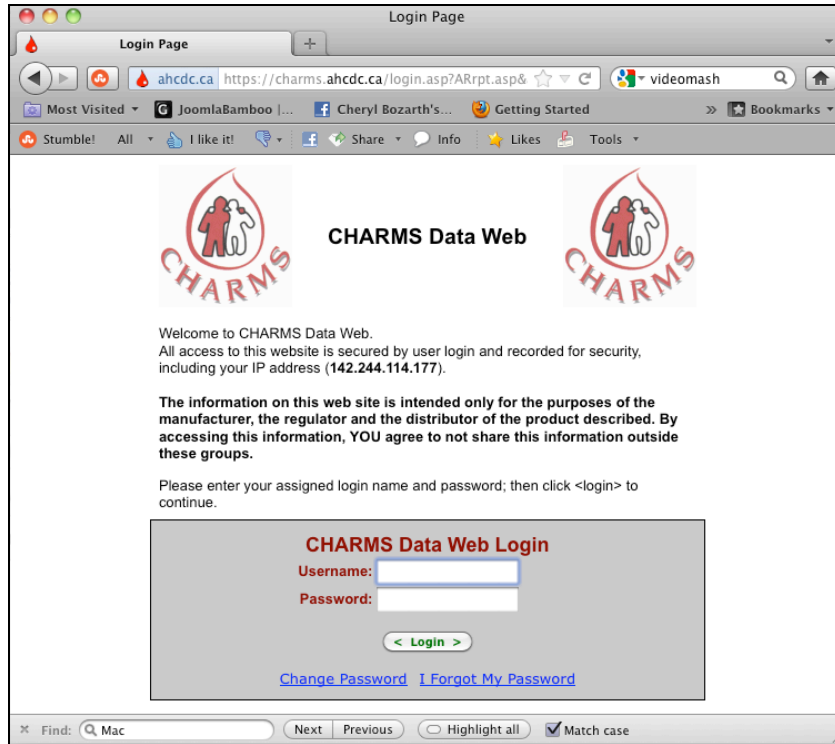 Login Page
Login Page
ahcdc.ca https://charms.ahcdc.ca/login.asp?ARrpt.asp& videomash
Most Visited JoomlaBamboo |... Cheryl Bozarth's... Getting Started » Bookmarks
Stumble! All I like it! Share Info Likes Tools
CHARMS CHARMS Data Web CHARMS
Welcome to CHARMS Data Web.
All access to this website is secured by user login and recorded for security,
including your IP address (142.244.114.177).
The information on this web site is intended only for the purposes of the
manufacturer, the regulator and the distributor of the product described. By
accessing this information, YOU agree to not share this information outside
these groups.
Please enter your assigned login name and password; then click <login> to
continue.
CHARMS Data Web Login
Username:
Password:
< Login >
Change Password I Forgot My Password
Find: Mac Next Previous Highlight all Match case